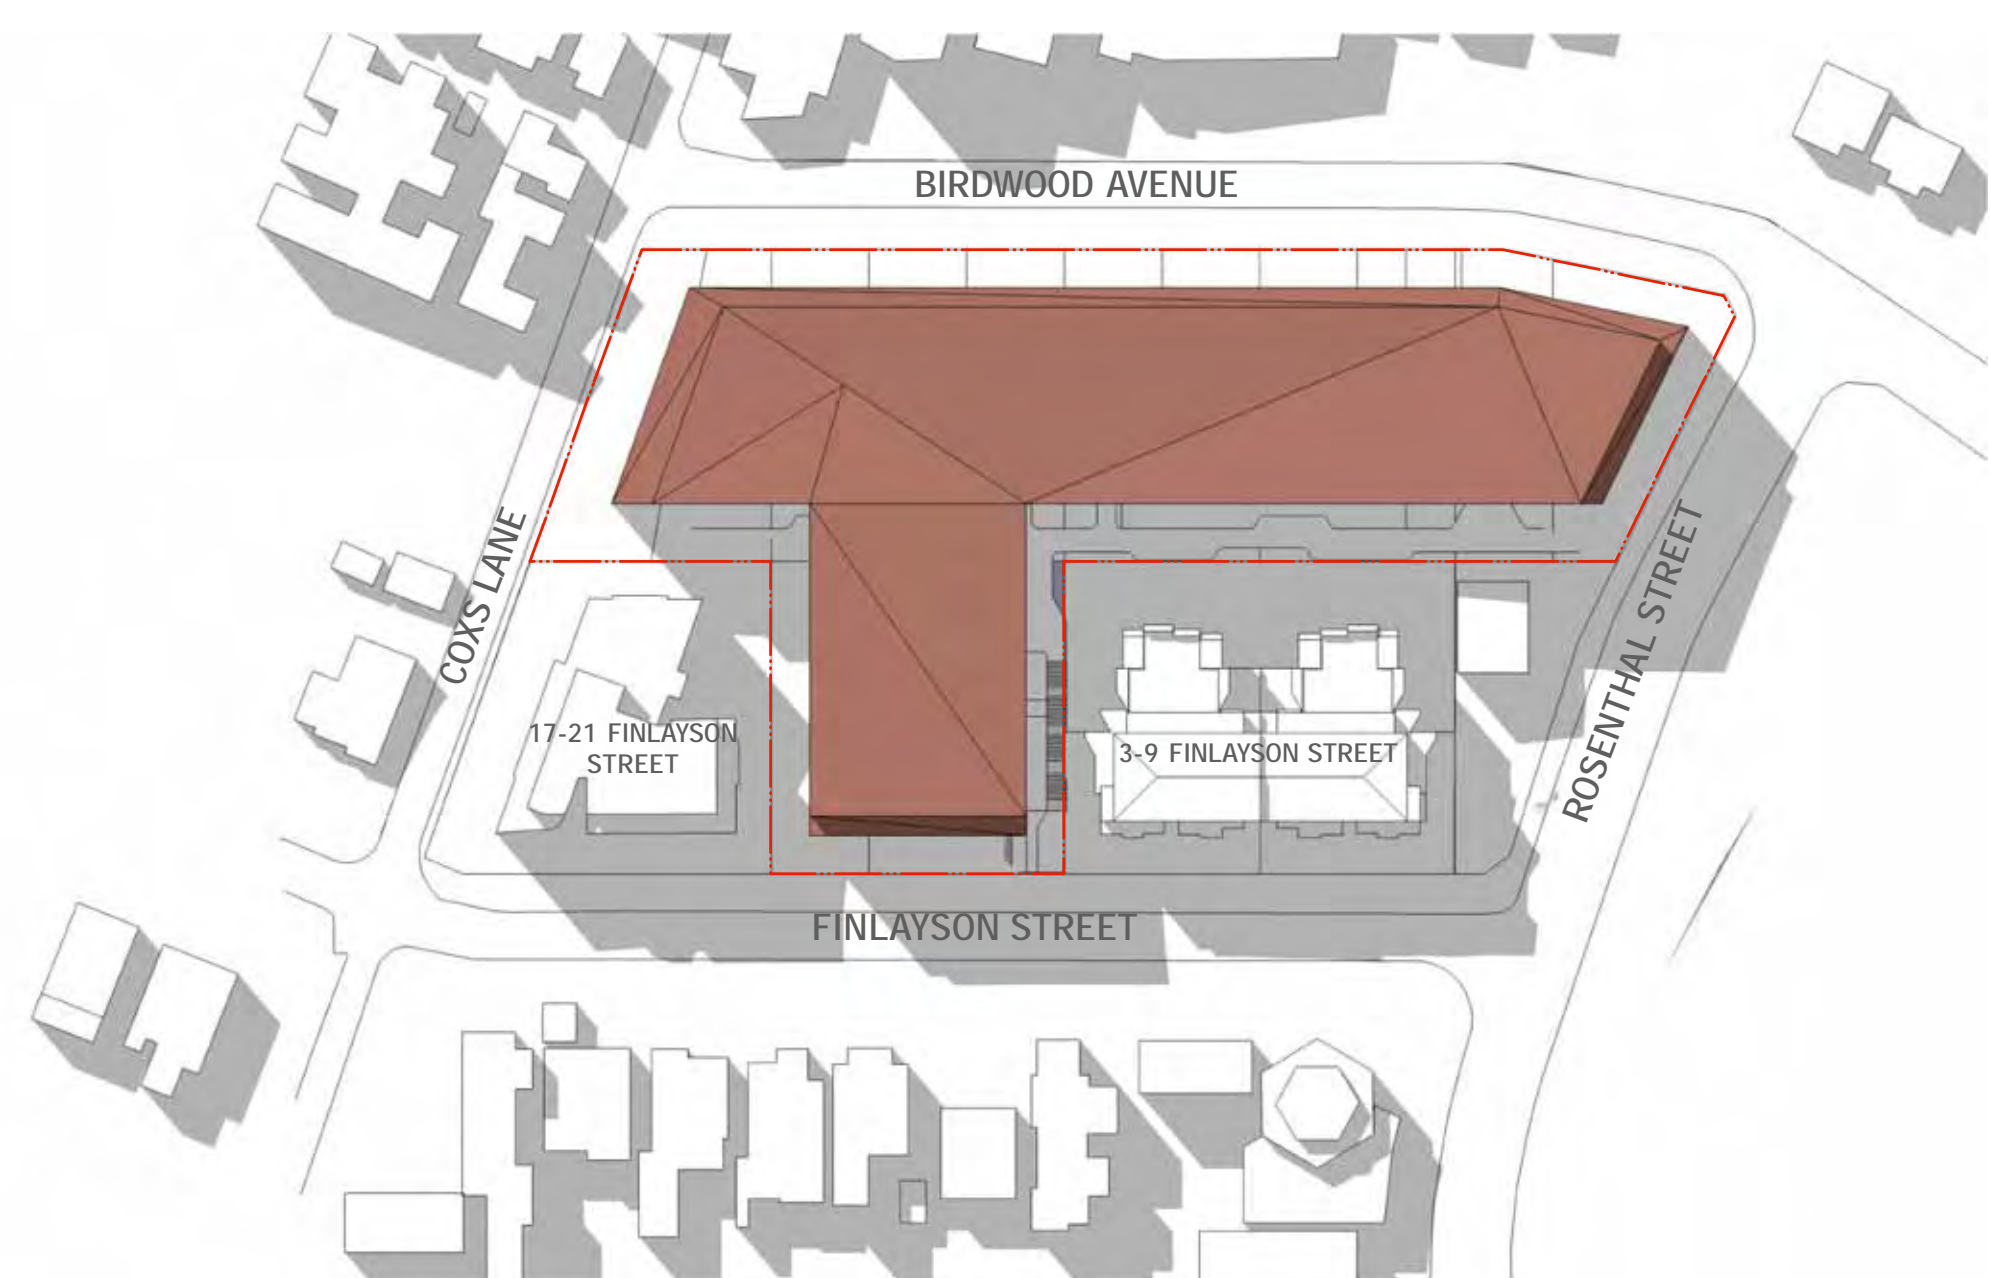 BIRDWOOD AVENUE
COXS LANE
ROSENTHAL STREET
17-21 FINLAYSON
STREET
3-9 FINLAYSON STREET
FINLAYSON STREET